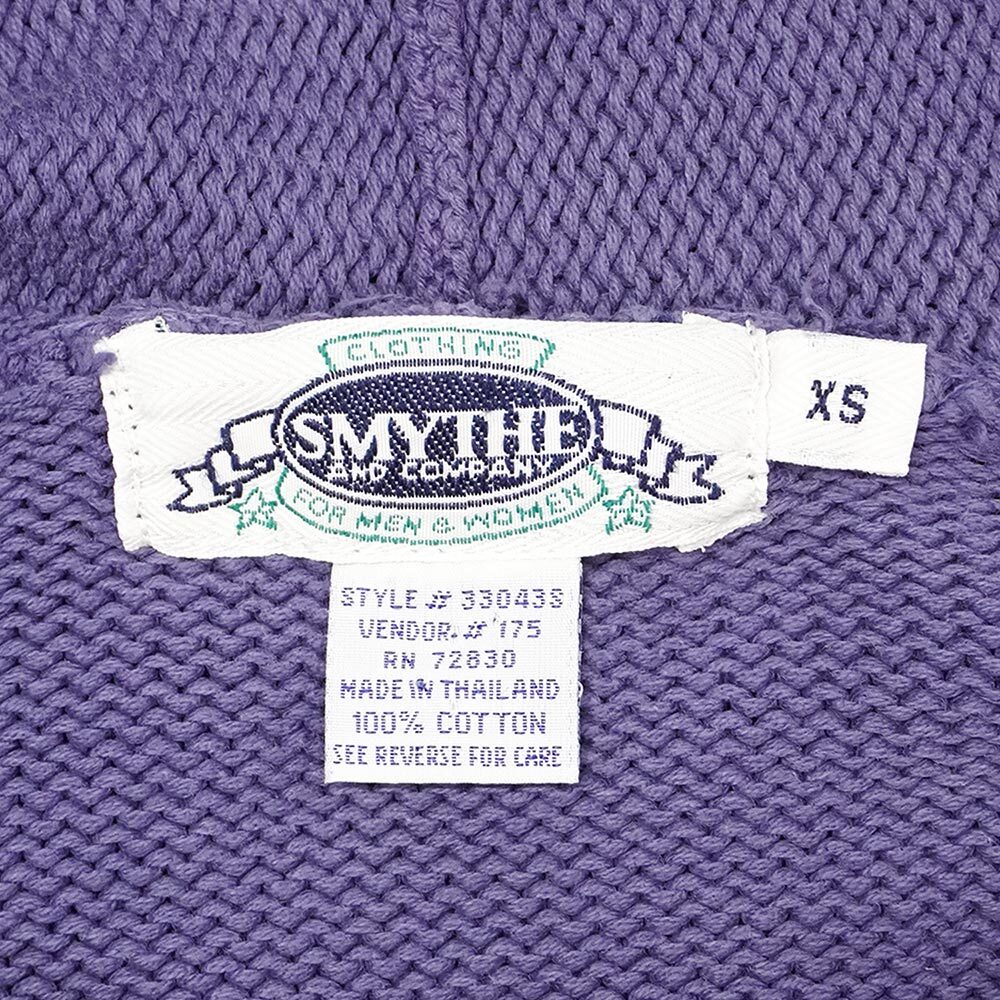 CLOTHING
SMYTHE
AND COMPANY
FOR MEN & WOMEN
XS
STYLE # 33043S
VENDOR # 175
RN 72830
MADE IN THAILAND
100% COTTON
SEE REVERSE FOR CARE